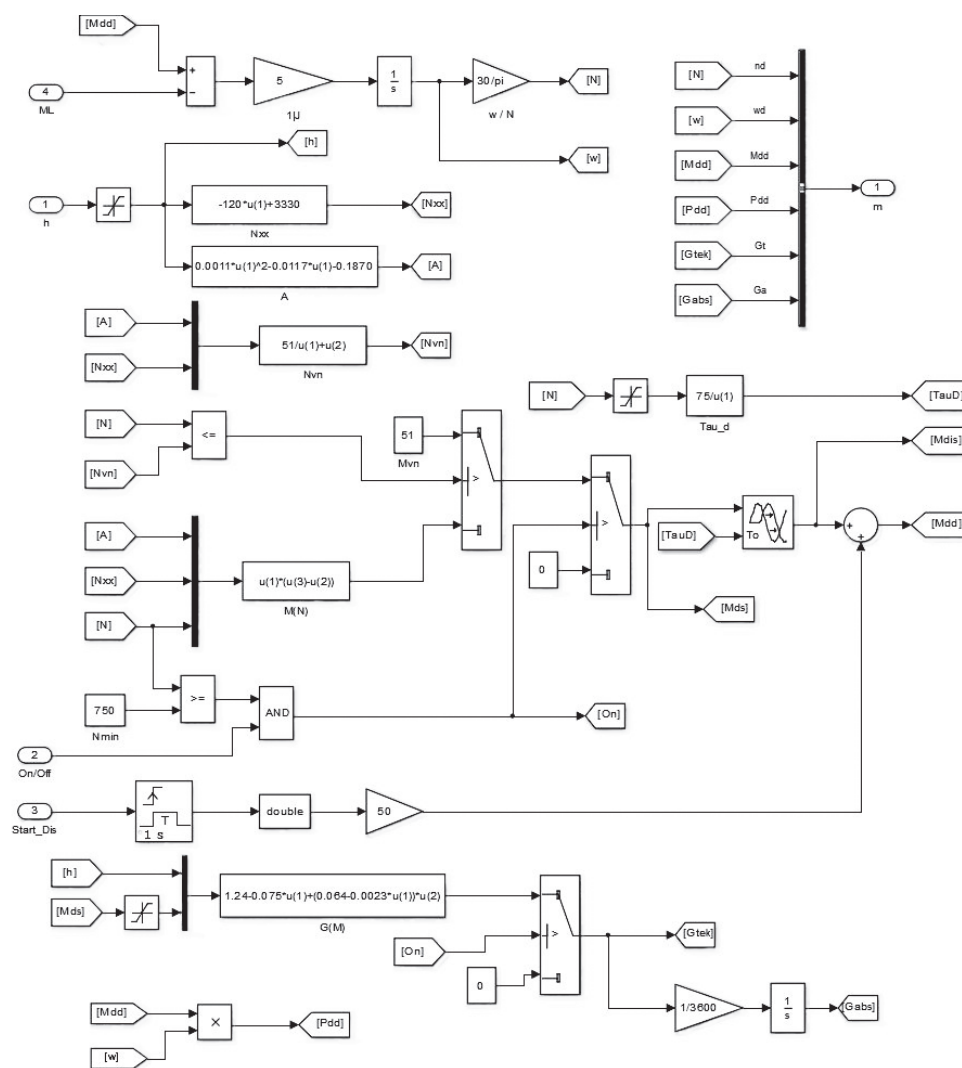 [Mdd]
4
ML
+
−
5
1/J
1
s
30/pi
w / N
[N]
[w]
[h]
1
h
-120*u(1)+3330
Nxx
[Nxx]
0.0011*u(1)^2-0.0117*u(1)-0.1870
A
[A]
[N]
nd
[w]
wd
[Mdd]
Mdd
[Pdd]
Pdd
[Gtek]
Gt
[Gabs]
Ga
1
m
[A]
[Nxx]
51/u(1)+u(2)
Nvn
[Nvn]
[N]
75/u(1)
Tau_d
[TauD]
[N]
[Nvn]
<=
51
Mvn
>
[A]
[Nxx]
[N]
u(1)*(u(3)-u(2))
M(N)
>
0
[TauD]
To
[Mdis]
+
+
[Mdd]
[Mds]
750
Nmin
>=
AND
[On]
2
On/Off
3
Start_Dis
T
1 s
double
50
[h]
[Mds]
1.24-0.075*u(1)+(0.064-0.0023*u(1))*u(2)
G(M)
[On]
0
>
[Gtek]
1/3600
1
s
[Gabs]
[Mdd]
[w]
×
[Pdd]